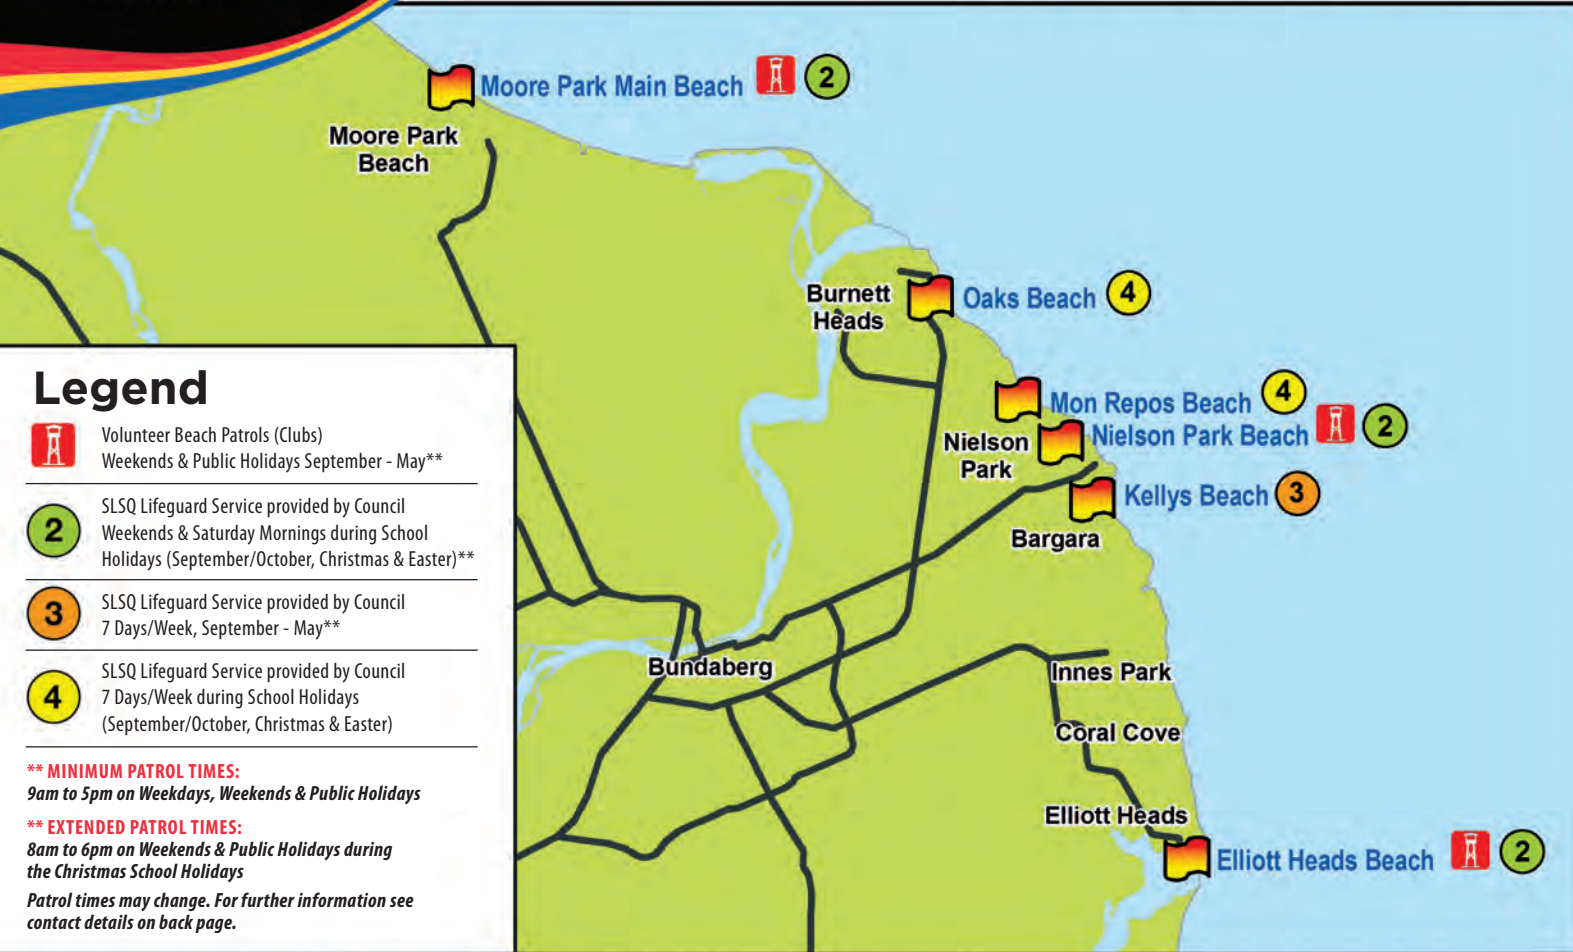 Moore Park Main Beach 2
Moore Park
Beach
Burnett
Heads
Oaks Beach 4
Mon Repos Beach 4
Nielson
Park
Nielson Park Beach 2
Kellys Beach 3
Bargara
Bundaberg
Innes Park
Coral Cove
Elliott Heads
Elliott Heads Beach 2
Legend
Volunteer Beach Patrols (Clubs)
Weekends & Public Holidays September - May**
2
SLSQ Lifeguard Service provided by Council
Weekends & Saturday Mornings during School
Holidays (September/October, Christmas & Easter)**
3
SLSQ Lifeguard Service provided by Council
7 Days/Week, September - May**
4
SLSQ Lifeguard Service provided by Council
7 Days/Week during School Holidays
(September/October, Christmas & Easter)
** MINIMUM PATROL TIMES:
9am to 5pm on Weekdays, Weekends & Public Holidays
** EXTENDED PATROL TIMES:
8am to 6pm on Weekends & Public Holidays during
the Christmas School Holidays
Patrol times may change. For further information see
contact details on back page.